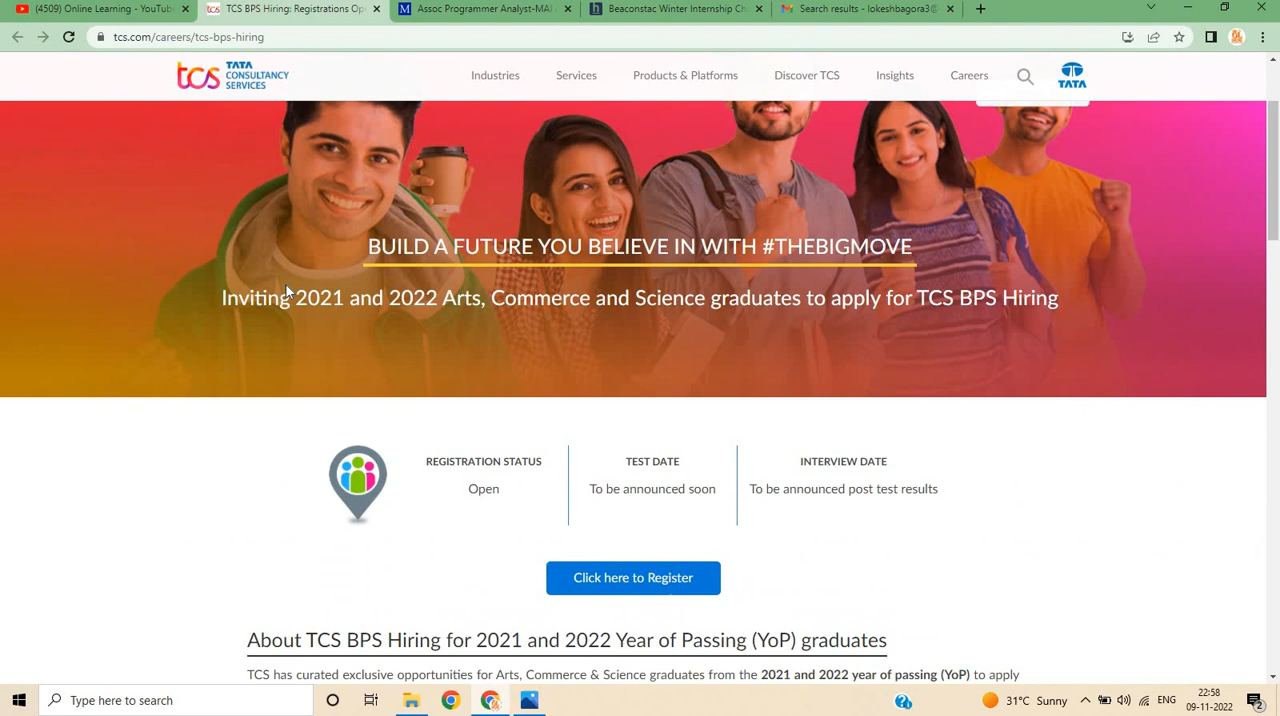 (4509) Online Learning - YouTub
TCS BPS Hiring: Registrations Op
Assoc Programmer Analyst-MAI
Beaconstac Winter Internship Ch
Search results - lokeshbagora3@
tcs.com/careers/tcs-bps-hiring
tcs TATA CONSULTANCY SERVICES
Industries
Services
Products & Platforms
Discover TCS
Insights
Careers
TATA
BUILD A FUTURE YOU BELIEVE IN WITH #THEBIGMOVE
Inviting 2021 and 2022 Arts, Commerce and Science graduates to apply for TCS BPS Hiring
REGISTRATION STATUS
Open
TEST DATE
To be announced soon
INTERVIEW DATE
To be announced post test results
Click here to Register
About TCS BPS Hiring for 2021 and 2022 Year of Passing (YoP) graduates
TCS has curated exclusive opportunities for Arts, Commerce & Science graduates from the 2021 and 2022 year of passing (YoP) to apply
Type here to search
31°C Sunny
ENG
22:58
09-11-2022
2